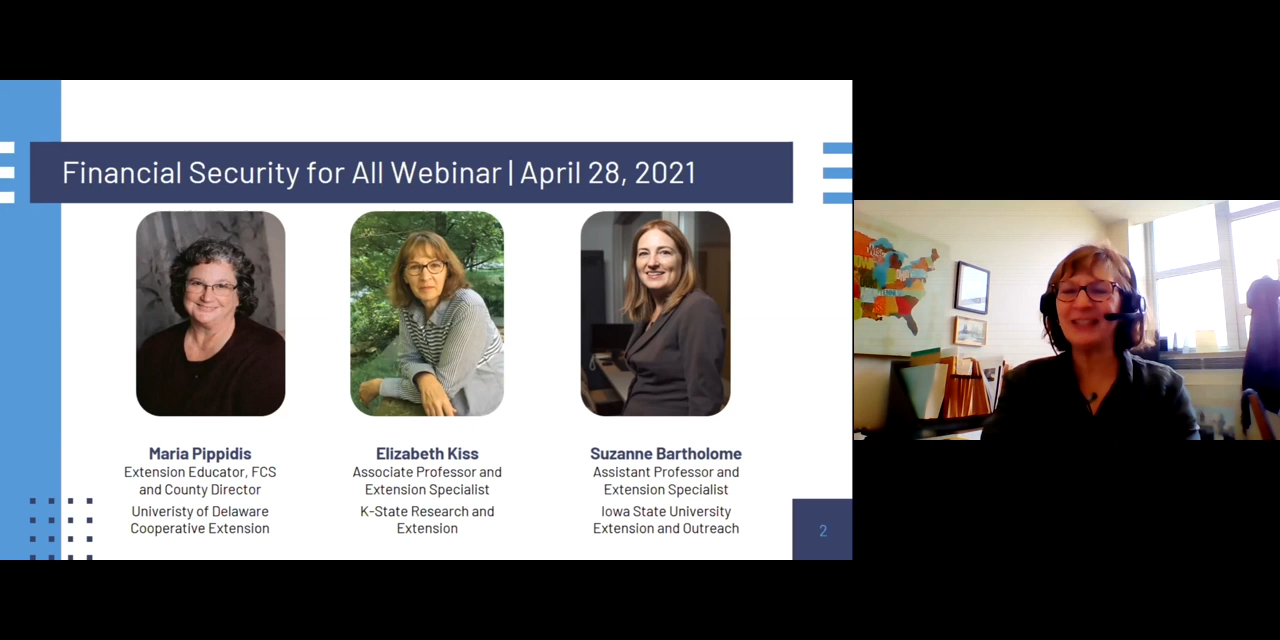 Financial Security for All Webinar | April 28, 2021
Maria Pippidis
Extension Educator, FCS
and County Director
Univeristy of Delaware
Cooperative Extension
Elizabeth Kiss
Associate Professor and
Extension Specialist
K-State Research and
Extension
Suzanne Bartholome
Assistant Professor and
Extension Specialist
Iowa State University
Extension and Outreach
2